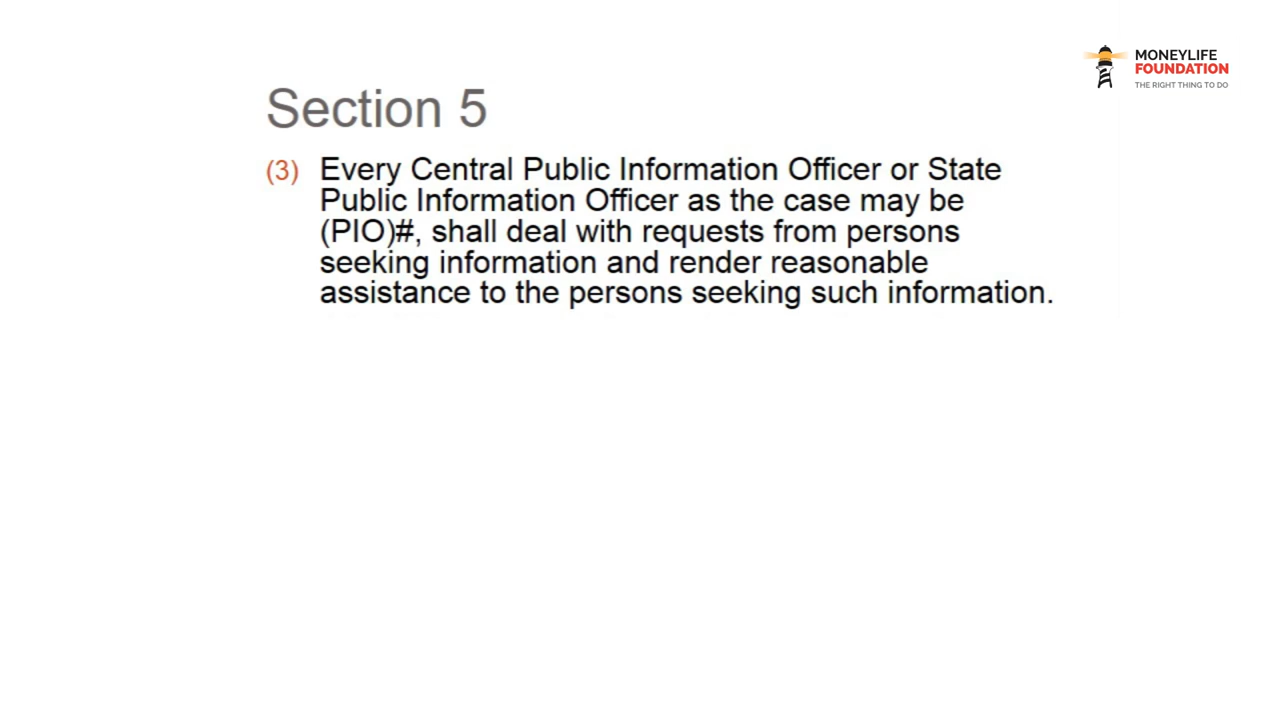 MONEYLIFE
FOUNDATION
THE RIGHT THING TO DO
Section 5
(3) Every Central Public Information Officer or State
Public Information Officer as the case may be
(PIO)#, shall deal with requests from persons
seeking information and render reasonable
assistance to the persons seeking such information.